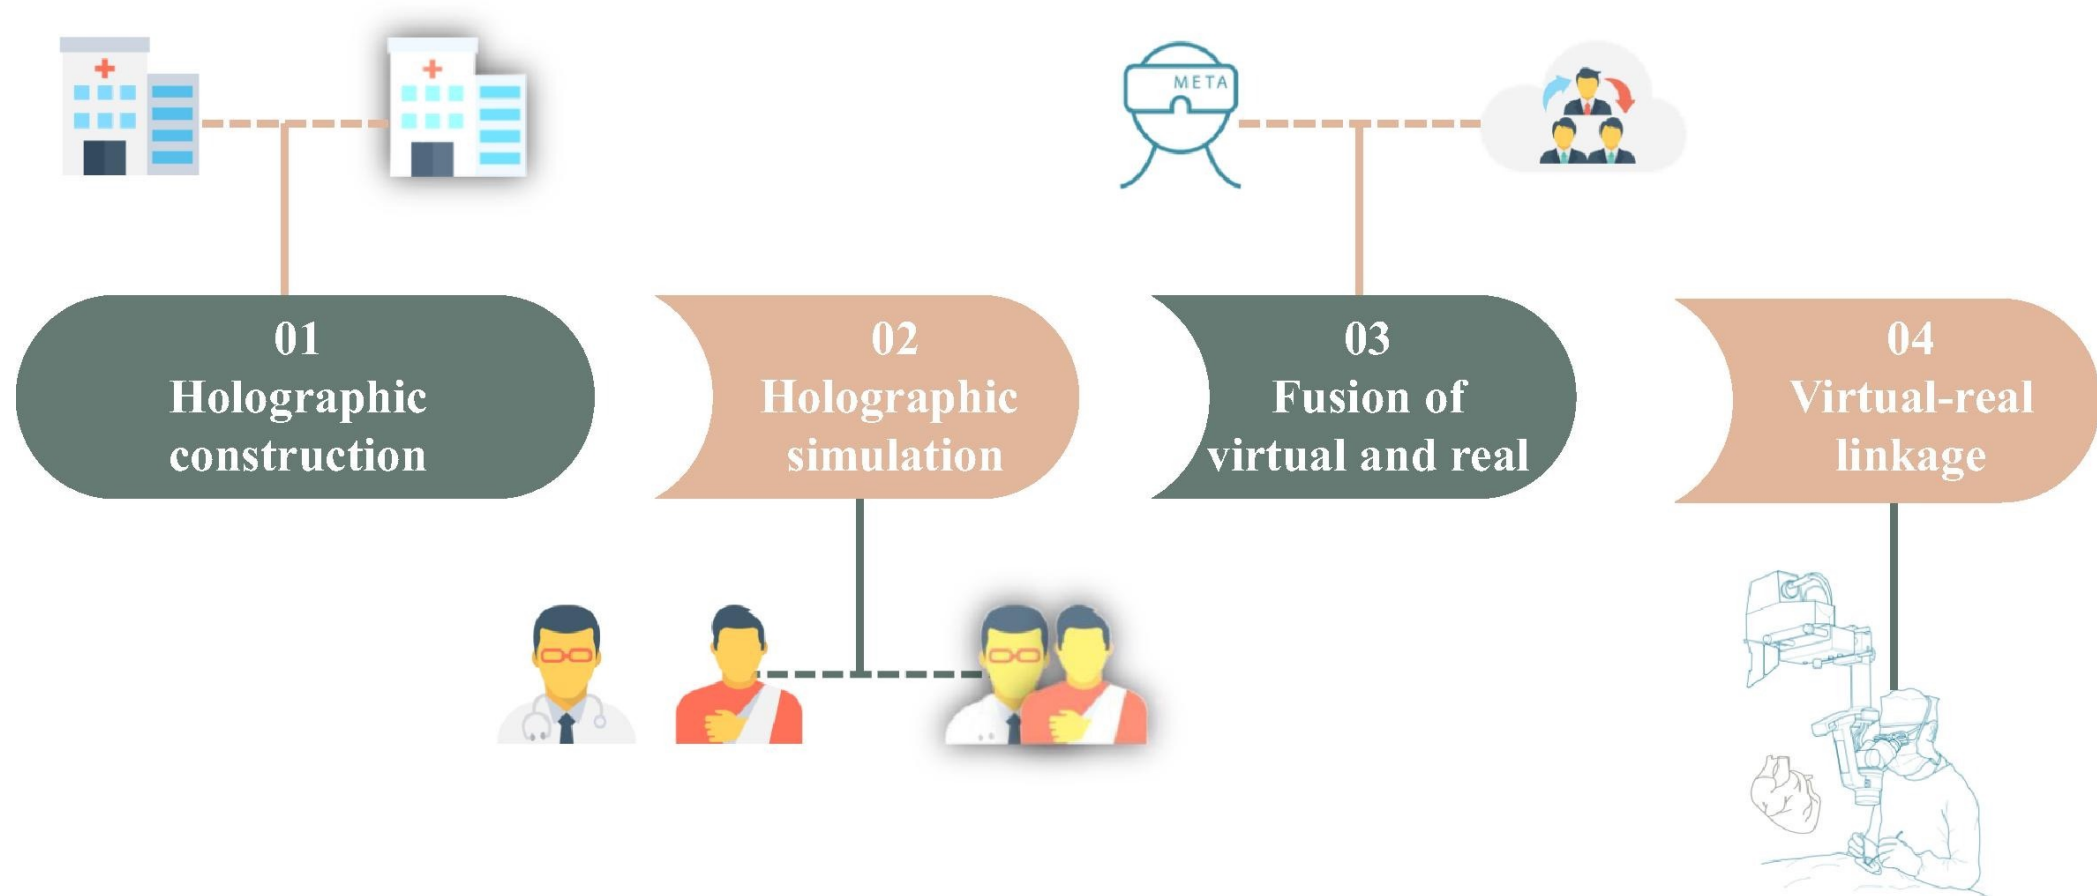 META
01
Holographic
construction
02
Holographic
simulation
03
Fusion of
virtual and real
04
Virtual-real
linkage